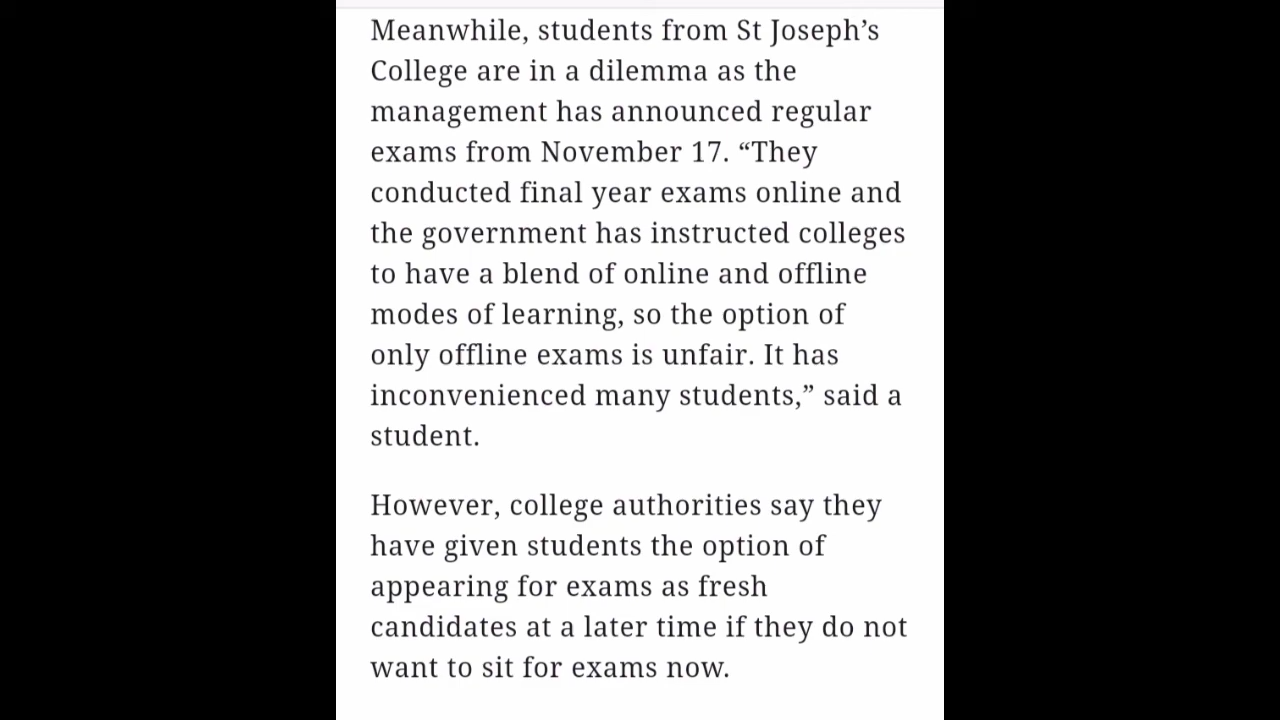 Meanwhile, students from St Joseph’s
College are in a dilemma as the
management has announced regular
exams from November 17. “They
conducted final year exams online and
the government has instructed colleges
to have a blend of online and offline
modes of learning, so the option of
only offline exams is unfair. It has
inconvenienced many students,” said a
student.
However, college authorities say they
have given students the option of
appearing for exams as fresh
candidates at a later time if they do not
want to sit for exams now.